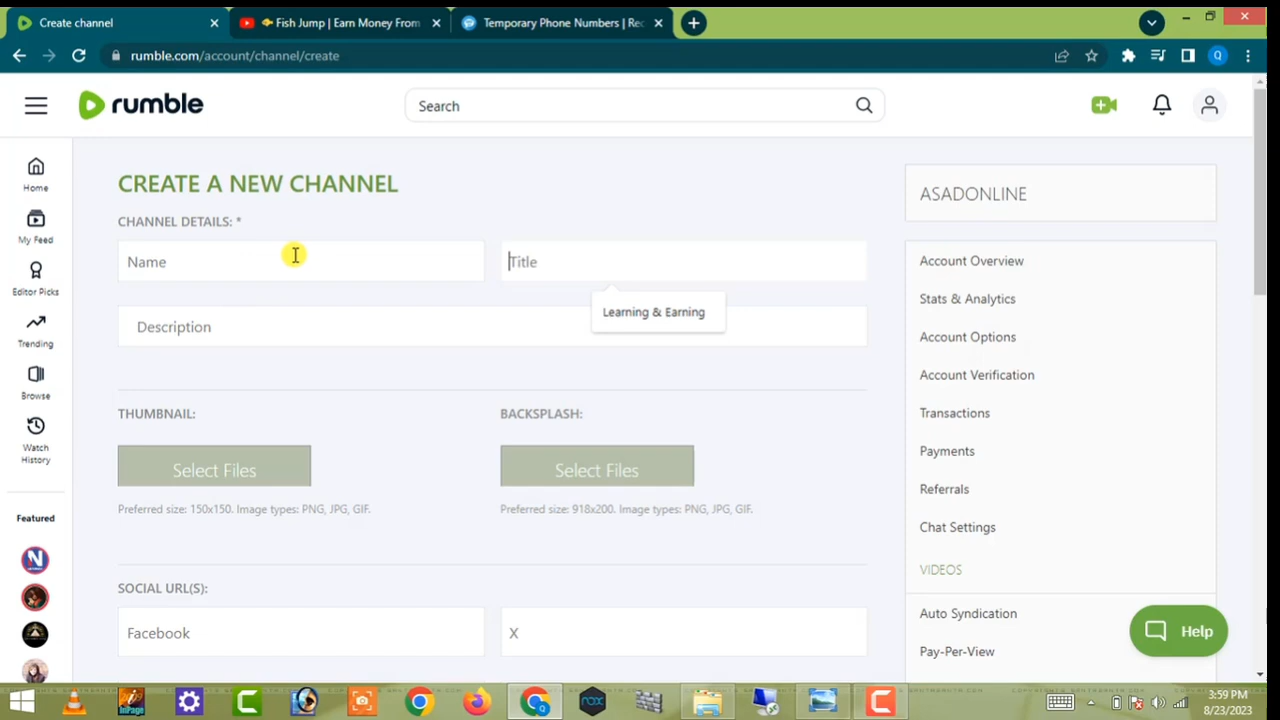 Create channel
Fish Jump | Earn Money From
Temporary Phone Numbers | Rec
rumble.com/account/channel/create
Q
rumble
Search
Home
My Feed
Editor Picks
Trending
Browse
Watch
History
Featured
CREATE A NEW CHANNEL
CHANNEL DETAILS: *
Name
Title
Learning & Earning
Description
THUMBNAIL:
BACKSPLASH:
Select Files
Select Files
Preferred size: 150x150. Image types: PNG, JPG, GIF.
Preferred size: 918x200. Image types: PNG, JPG, GIF.
SOCIAL URL(S):
Facebook
X
ASADONLINE
Account Overview
Stats & Analytics
Account Options
Account Verification
Transactions
Payments
Referrals
Chat Settings
VIDEOS
Auto Syndication
Pay-Per-View
Help
3:59 PM
8/23/2023